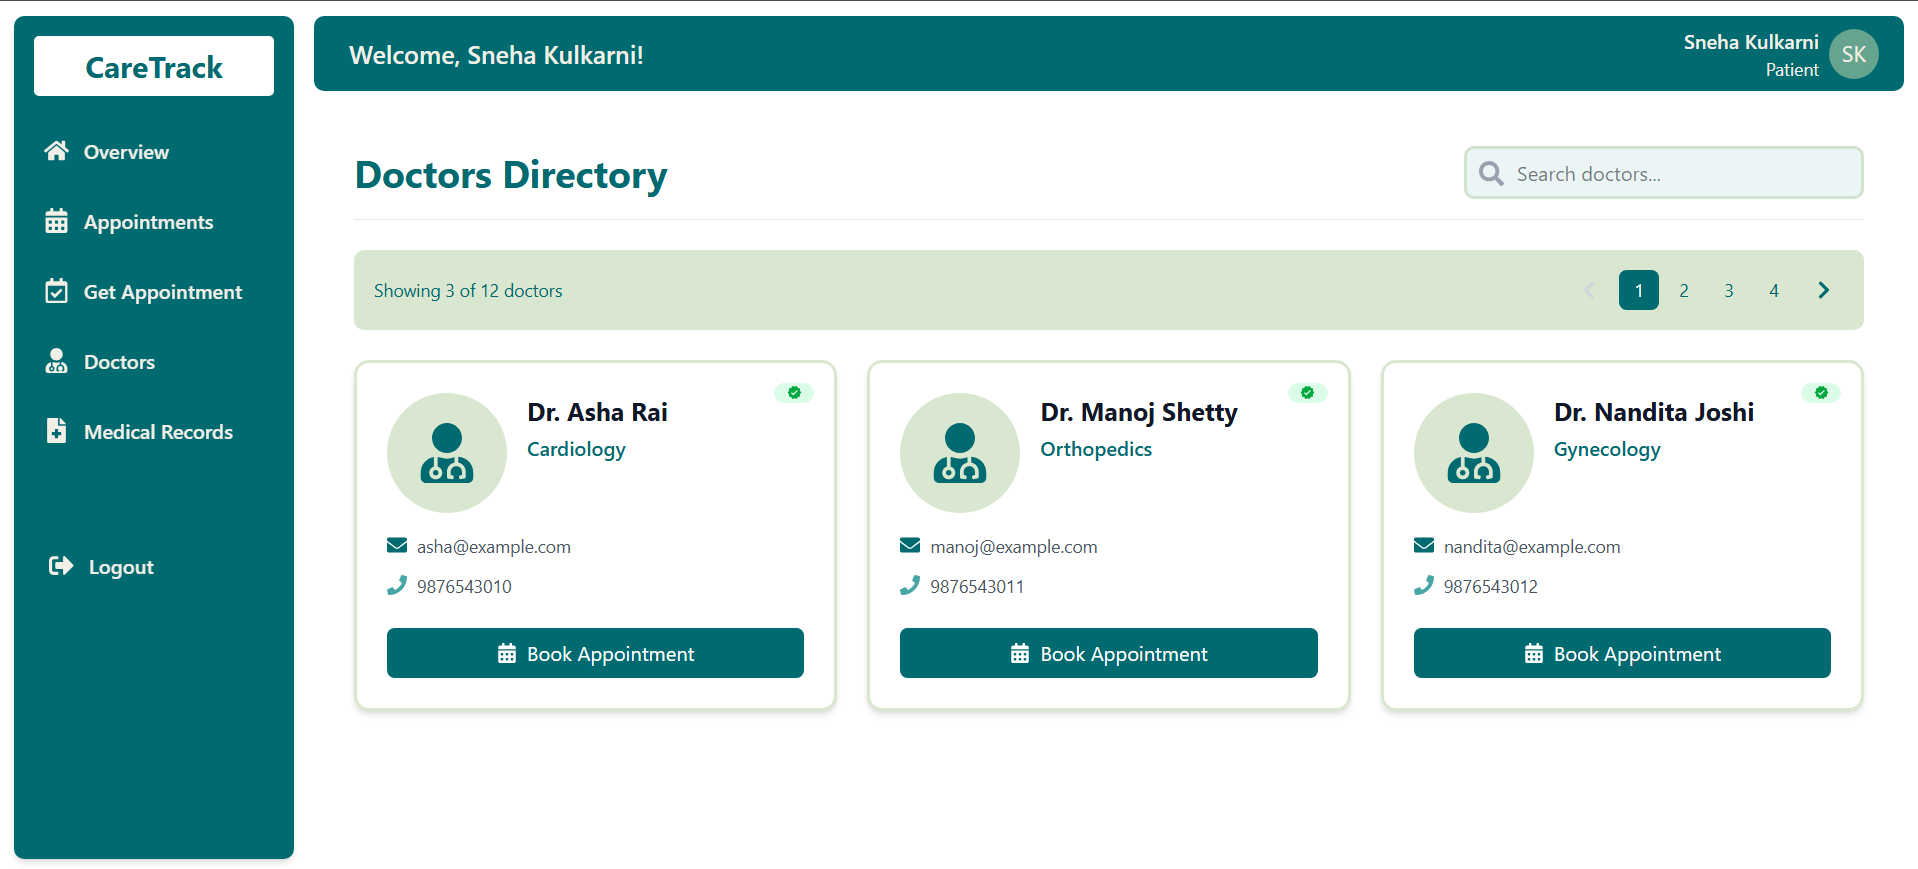 CareTrack
Overview
Appointments
Get Appointment
Doctors
Medical Records
Logout
Welcome, Sneha Kulkarni!
Sneha Kulkarni
Patient
SK
Doctors Directory
Search doctors...
Showing 3 of 12 doctors
1 2 3 4
Dr. Asha Rai
Cardiology
asha@example.com
9876543010
Book Appointment
Dr. Manoj Shetty
Orthopedics
manoj@example.com
9876543011
Book Appointment
Dr. Nandita Joshi
Gynecology
nandita@example.com
9876543012
Book Appointment